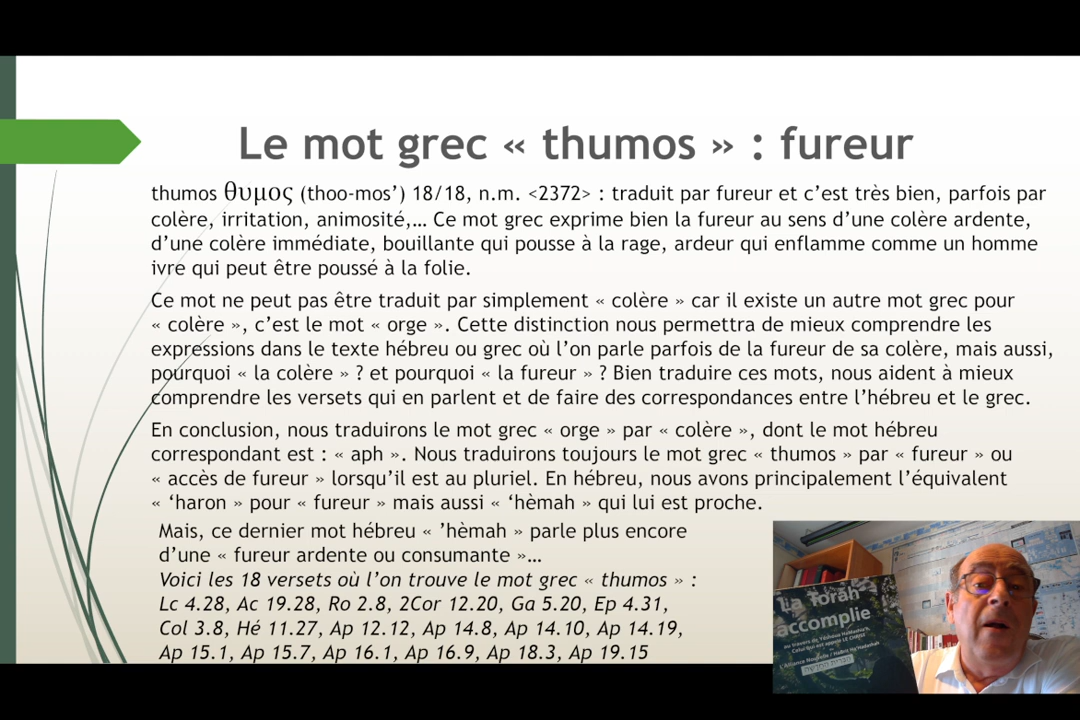 Le mot grec « thumos » : fureur
thumos θυμος (thoo-mos’) 18/18, n.m. <2372> : traduit par fureur et c’est très bien, parfois par
colère, irritation, animosité,… Ce mot grec exprime bien la fureur au sens d’une colère ardente,
d’une colère immédiate, bouillante qui pousse à la rage, ardeur qui enflamme comme un homme
ivre qui peut être poussé à la folie.
Ce mot ne peut pas être traduit par simplement « colère » car il existe un autre mot grec pour
« colère », c’est le mot « orge ». Cette distinction nous permettra de mieux comprendre les
expressions dans le texte hébreu ou grec où l’on parle parfois de la fureur de sa colère, mais aussi,
pourquoi « la colère » ? et pourquoi « la fureur » ? Bien traduire ces mots, nous aident à mieux
comprendre les versets qui en parlent et de faire des correspondances entre l’hébreu et le grec.
En conclusion, nous traduirons le mot grec « orge » par « colère », dont le mot hébreu
correspondant est : « aph ». Nous traduirons toujours le mot grec « thumos » par « fureur » ou
« accès de fureur » lorsqu’il est au pluriel. En hébreu, nous avons principalement l’équivalent
« ‘haron » pour « fureur » mais aussi « ‘hèmah » qui lui est proche.
Mais, ce dernier mot hébreu « ’hèmah » parle plus encore
d’une « fureur ardente ou consumante »…
Voici les 18 versets où l’on trouve le mot grec « thumos » :
Lc 4.28, Ac 19.28, Ro 2.8, 2Cor 12.20, Ga 5.20, Ep 4.31,
Col 3.8, Hé 11.27, Ap 12.12, Ap 14.8, Ap 14.10, Ap 14.19,
Ap 15.1, Ap 15.7, Ap 16.1, Ap 16.9, Ap 18.3, Ap 19.15
La Torah
accomplie